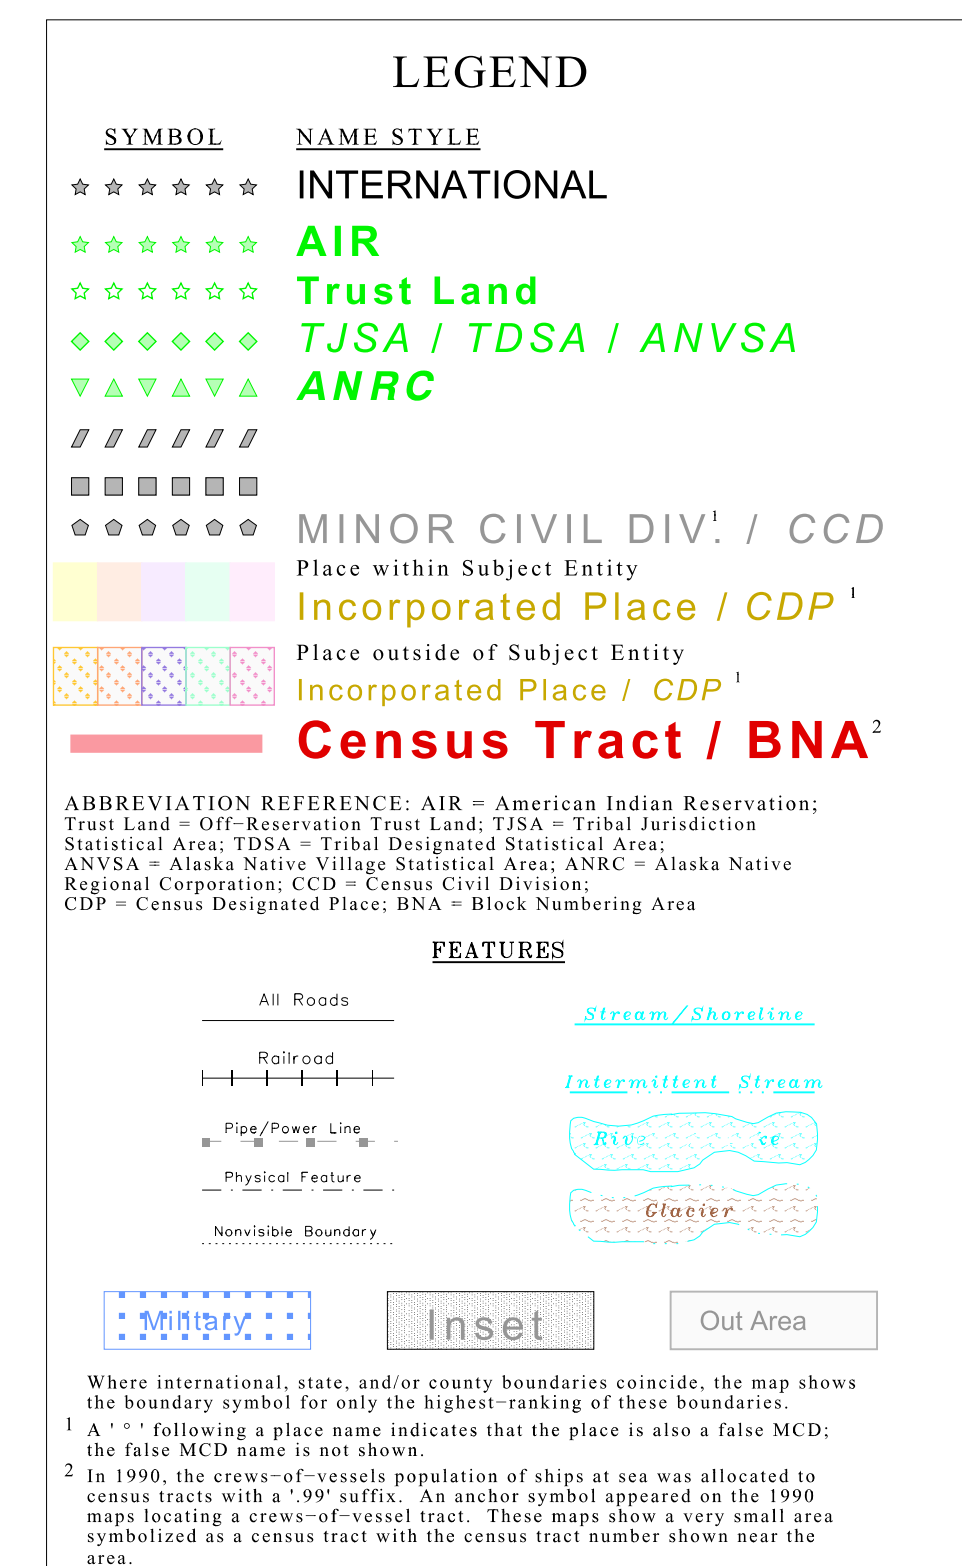 LEGEND
SYMBOL NAME STYLE
INTERNATIONAL
AIR
Trust Land
TJSA / TDSA / ANVSA
ANRC
MINOR CIVIL DIV. 1 / CCD
Place within Subject Entity
Incorporated Place / CDP 1
Place outside of Subject Entity
Incorporated Place / CDP 1
Census Tract / BNA 2
ABBREVIATION REFERENCE: AIR = American Indian Reservation;
Trust Land = Off−Reservation Trust Land; TJSA = Tribal Jurisdiction
Statistical Area; TDSA = Tribal Designated Statistical Area;
ANVSA = Alaska Native Village Statistical Area; ANRC = Alaska Native
Regional Corporation; CCD = Census Civil Division;
CDP = Census Designated Place; BNA = Block Numbering Area
FEATURES
All Roads
Railroad
Pipe/Power Line
Physical Feature
Nonvisible Boundary
Stream/Shoreline
Intermittent Stream
Glacier
Military
Inset
Out Area
Where international, state, and/or county boundaries coincide, the map shows
the boundary symbol for only the highest−ranking of these boundaries.
1 A ' ° ' following a place name indicates that the place is also a false MCD;
the false MCD name is not shown.
2 In 1990, the crews−of−vessels population of ships at sea was allocated to
census tracts with a '.99' suffix. An anchor symbol appeared on the 1990
maps locating a crews−of−vessel tract. These maps show a very small area
symbolized as a census tract with the census tract number shown near the
area.